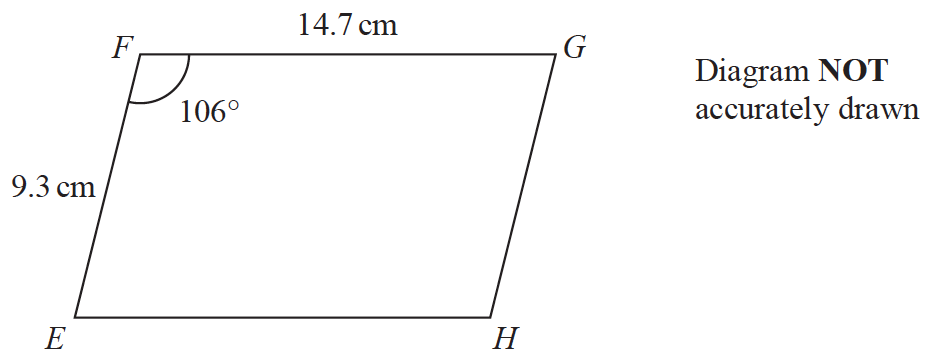 14.7 cm
F
G
Diagram NOT
accurately drawn
106°
9.3 cm
E
H